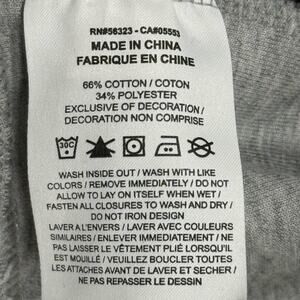 RN#56323 - CA#05553
MADE IN CHINA
FABRIQUE EN CHINE
66% COTTON / COTON
34% POLYESTER
EXCLUSIVE OF DECORATION /
DECORATION NON COMPRISE
30C
WASH INSIDE OUT / WASH WITH LIKE
COLORS / REMOVE IMMEDIATELY / DO NOT
ALLOW TO LAY ON ITSELF WHEN WET /
FASTEN ALL CLOSURES TO WASH AND DRY /
DO NOT IRON DESIGN
LAVER A L'ENVERS / LAVER AVEC COULEURS
SIMILAIRES / ENLEVER IMMEDIATEMENT / NE
PAS LAISSER LE VÊTEMENT PLIÉ LORSQU'IL
EST MOUILLÉ / VEUILLEZ BOUCLER TOUTES
LES ATTACHES AVANT LAVER ET SECHER /
NE PAS REPASSER LE DESSIN